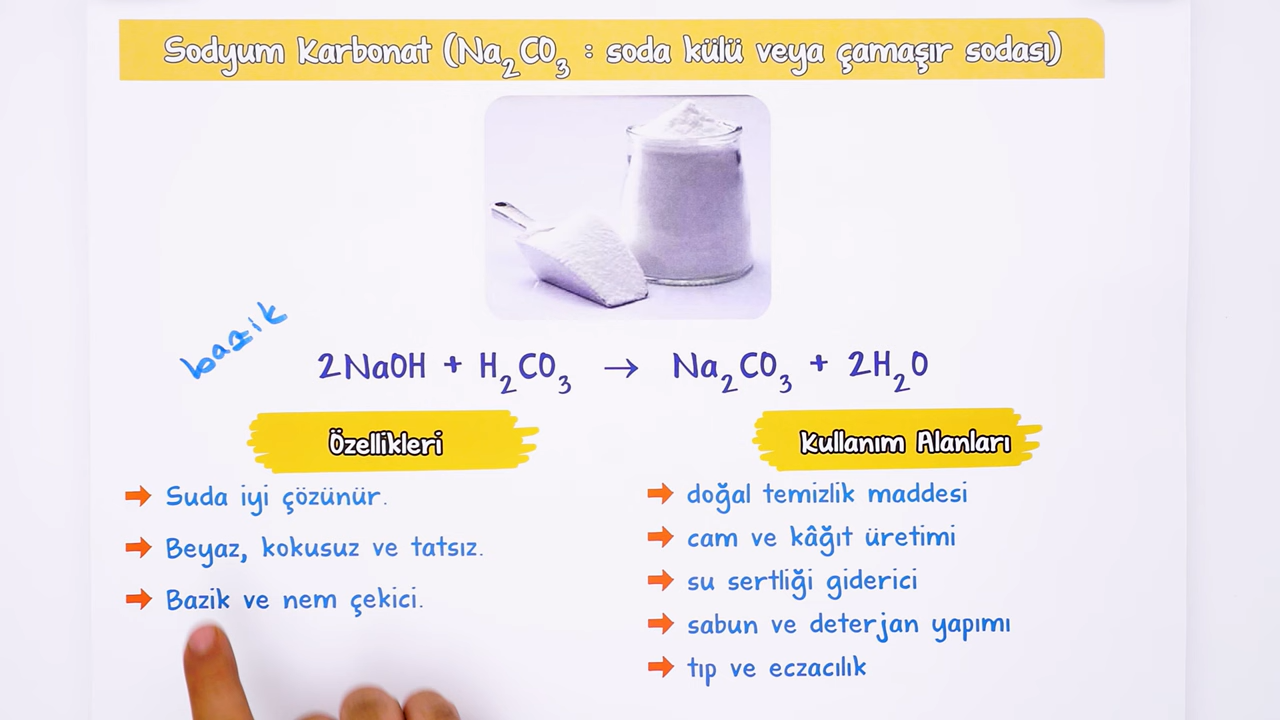 Sodyum Karbonat (Na₂CO₃ : soda külü veya çamaşır sodası)
bazik
2NaOH + H₂CO₃ → Na₂CO₃ + 2H₂O
Özellikleri
➡ Suda iyi çözünür.
➡ Beyaz, kokusuz ve tatsız.
➡ Bazik ve nem çekici.
Kullanım Alanları
➡ doğal temizlik maddesi
➡ cam ve kâğıt üretimi
➡ su sertliği giderici
➡ sabun ve deterjan yapımı
➡ tıp ve eczacılık